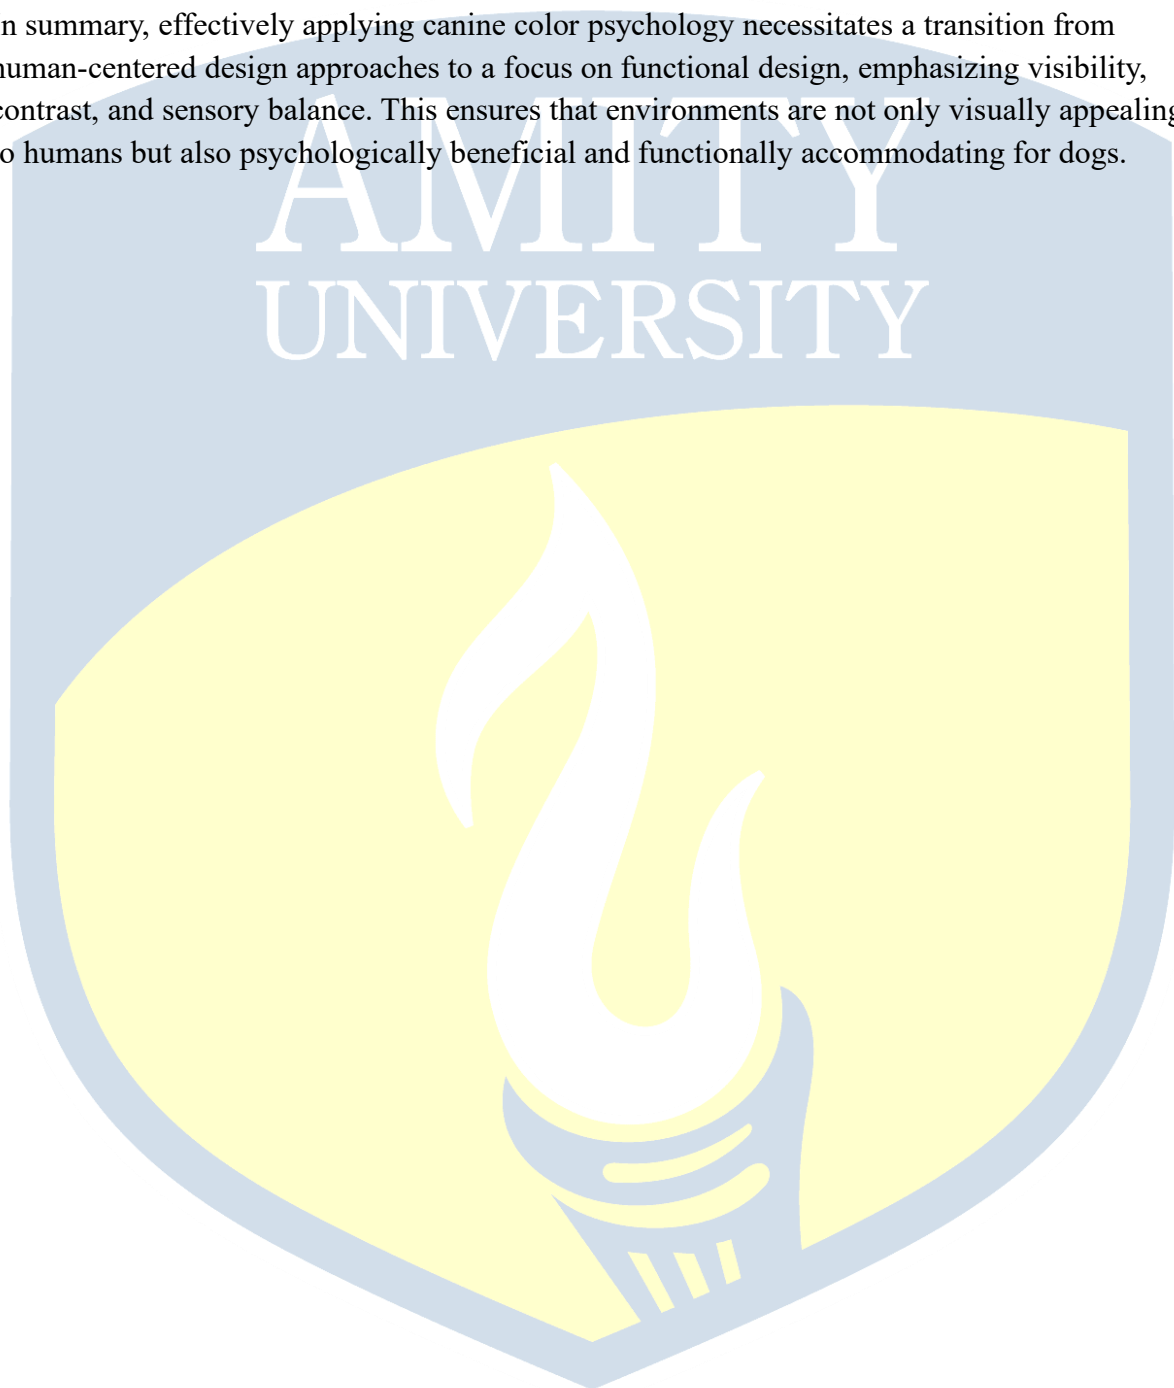 n summary, effectively applying canine color psychology necessitates a transition from
human-centered design approaches to a focus on functional design, emphasizing visibility,
contrast, and sensory balance. This ensures that environments are not only visually appealing
o humans but also psychologically beneficial and functionally accommodating for dogs.
AMITY
UNIVERSITY